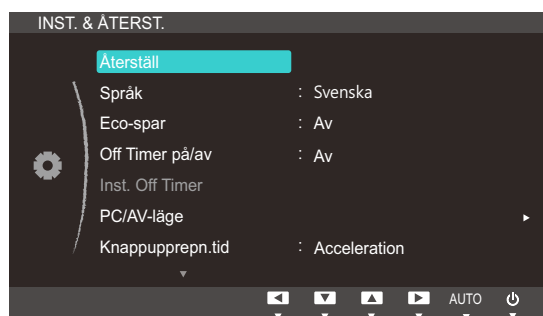 INST. & ÅTERST.
Återställ
Språk : Svenska
Eco-spar : Av
Off Timer på/av : Av
Inst. Off Timer
PC/AV-läge
Knappupprepn.tid : Acceleration
AUTO